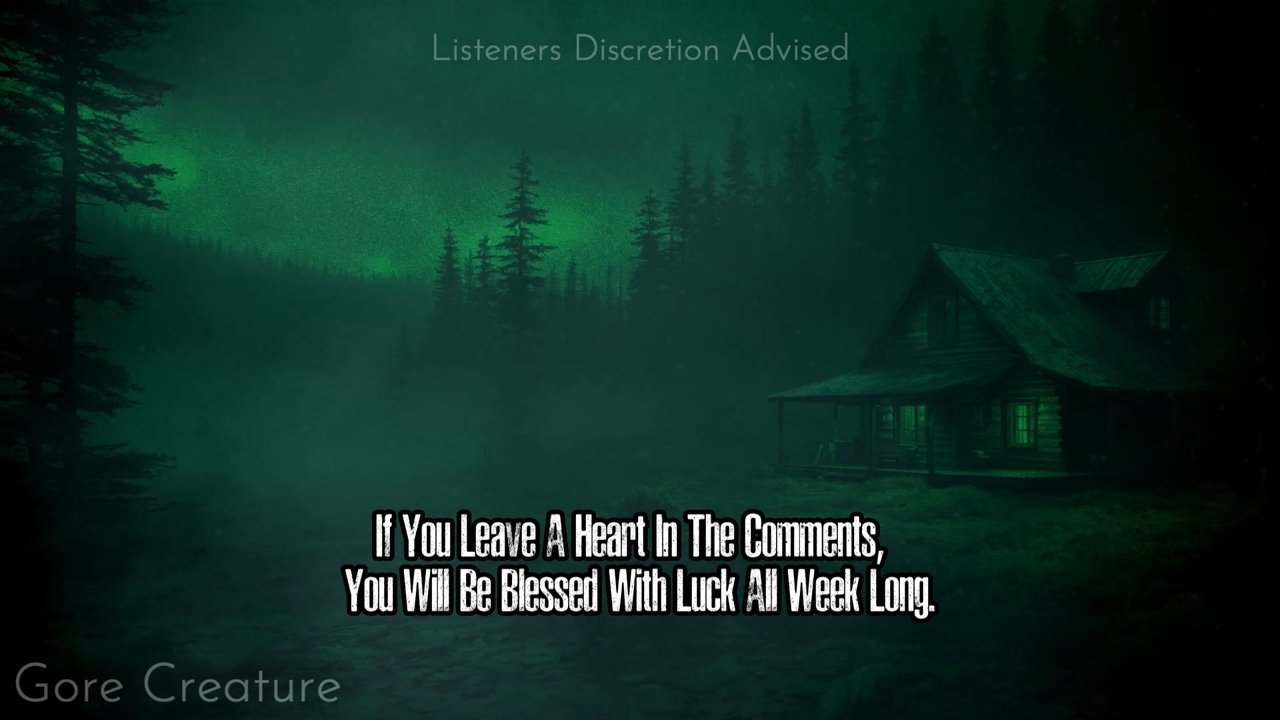 Listeners Discretion Advised
If You Leave A Heart In The Comments,
You Will Be Blessed With Luck All Week Long.
Gore Creature